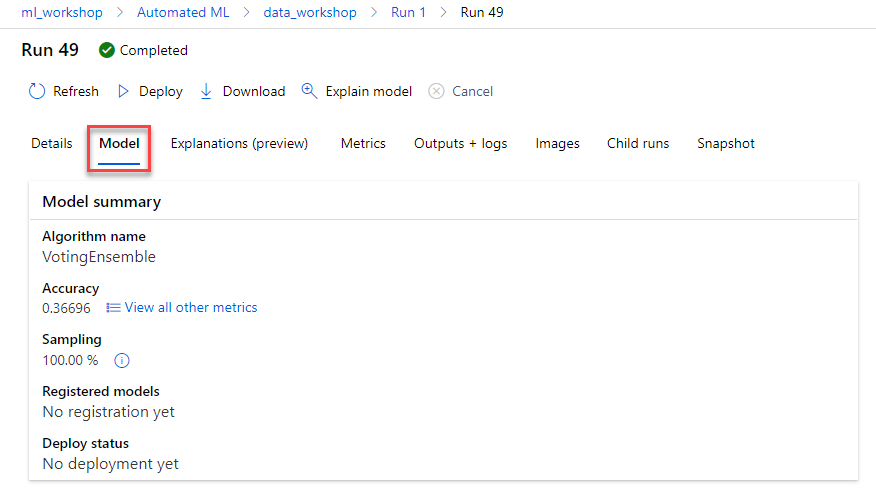 ml_workshop > Automated ML > data_workshop > Run 1 > Run 49
Run 49 Completed
Refresh Deploy Download Explain model Cancel
Details Model Explanations (preview) Metrics Outputs + logs Images Child runs Snapshot
Model summary
Algorithm name
VotingEnsemble
Accuracy
0.36696 View all other metrics
Sampling
100.00 %
Registered models
No registration yet
Deploy status
No deployment yet